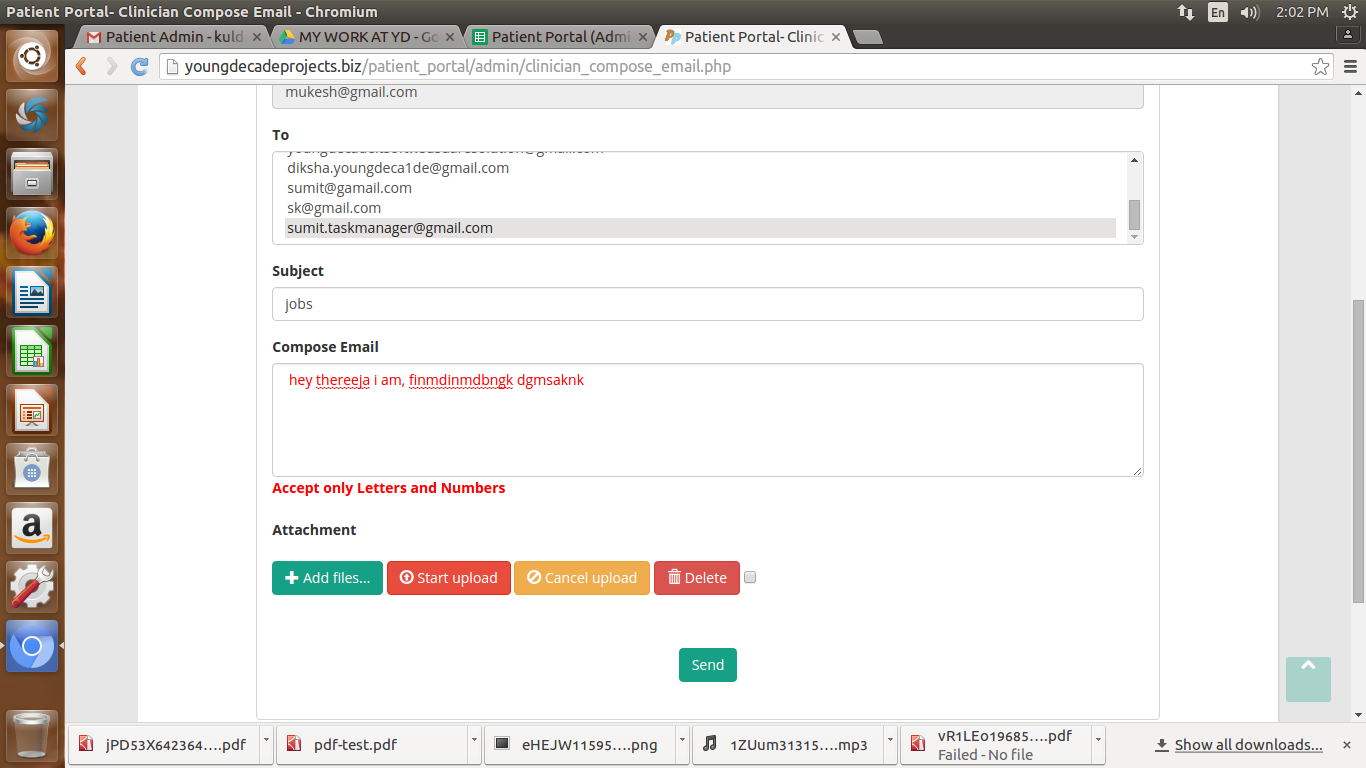 Patient Portal- Clinician Compose Email - Chromium
En
2:02 PM
Patient Admin - kuld
MY WORK AT YD - Go
Patient Portal (Admi
Patient Portal- Clinic
youngdecadeprojects.biz/patient_portal/admin/clinician_compose_email.php
mukesh@gmail.com
To
diksha.youngdeca1de@gmail.com
sumit@gamail.com
sk@gmail.com
sumit.taskmanager@gmail.com
Subject
jobs
Compose Email
hey thereeja i am, finmdinmdbngk dgmsaknk
Accept only Letters and Numbers
Attachment
Add files...
Start upload
Cancel upload
Delete
Send
jPD53X642364....pdf
pdf-test.pdf
eHEJW11595....png
1ZUum31315....mp3
vR1LEo19685....pdf
Failed - No file
Show all downloads...